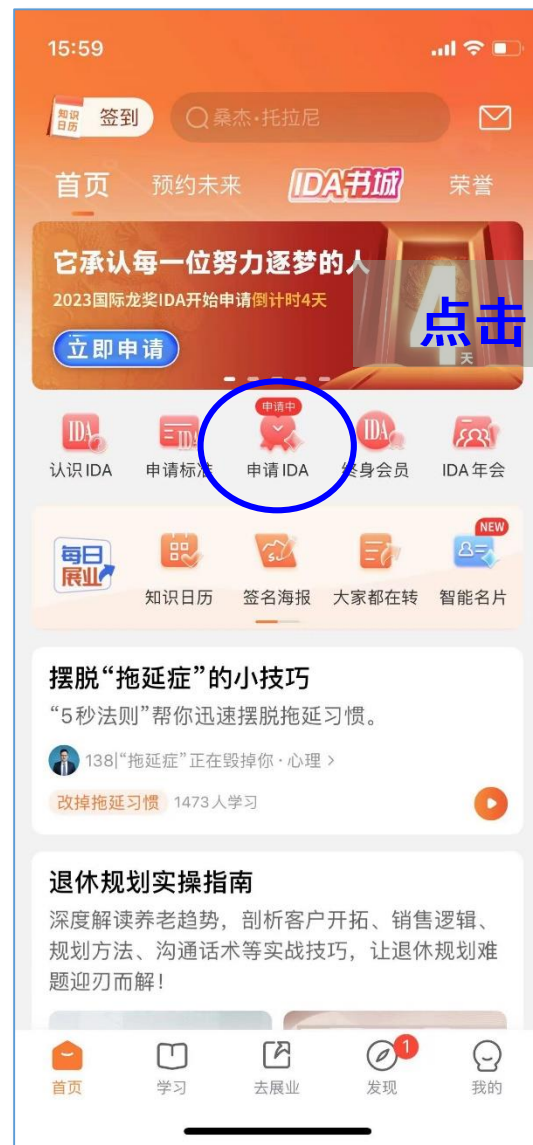 15:59
知识
日历
签到
桑杰·托拉尼
首页
预约未来
IDA书城
荣誉
它承认每一位努力逐梦的人
2023国际龙奖IDA开始申请倒计时4天
立即申请
4
天
点击
申请中
IDA
IDA
IDA
认识IDA
申请标准
申请IDA
终身会员
IDA年会
每日
展业
NEW
知识日历
签名海报
大家都在转
智能名片
摆脱“拖延症”的小技巧
“5秒法则”帮你迅速摆脱拖延习惯。
138|“拖延症”正在毁掉你·心理 >
改掉拖延习惯 1473人学习
退休规划实操指南
深度解读养老趋势，剖析客户开拓、销售逻辑、
规划方法、沟通话术等实战技巧，让退休规划难
题迎刃而解！
1
首页
学习
去展业
发现
我的